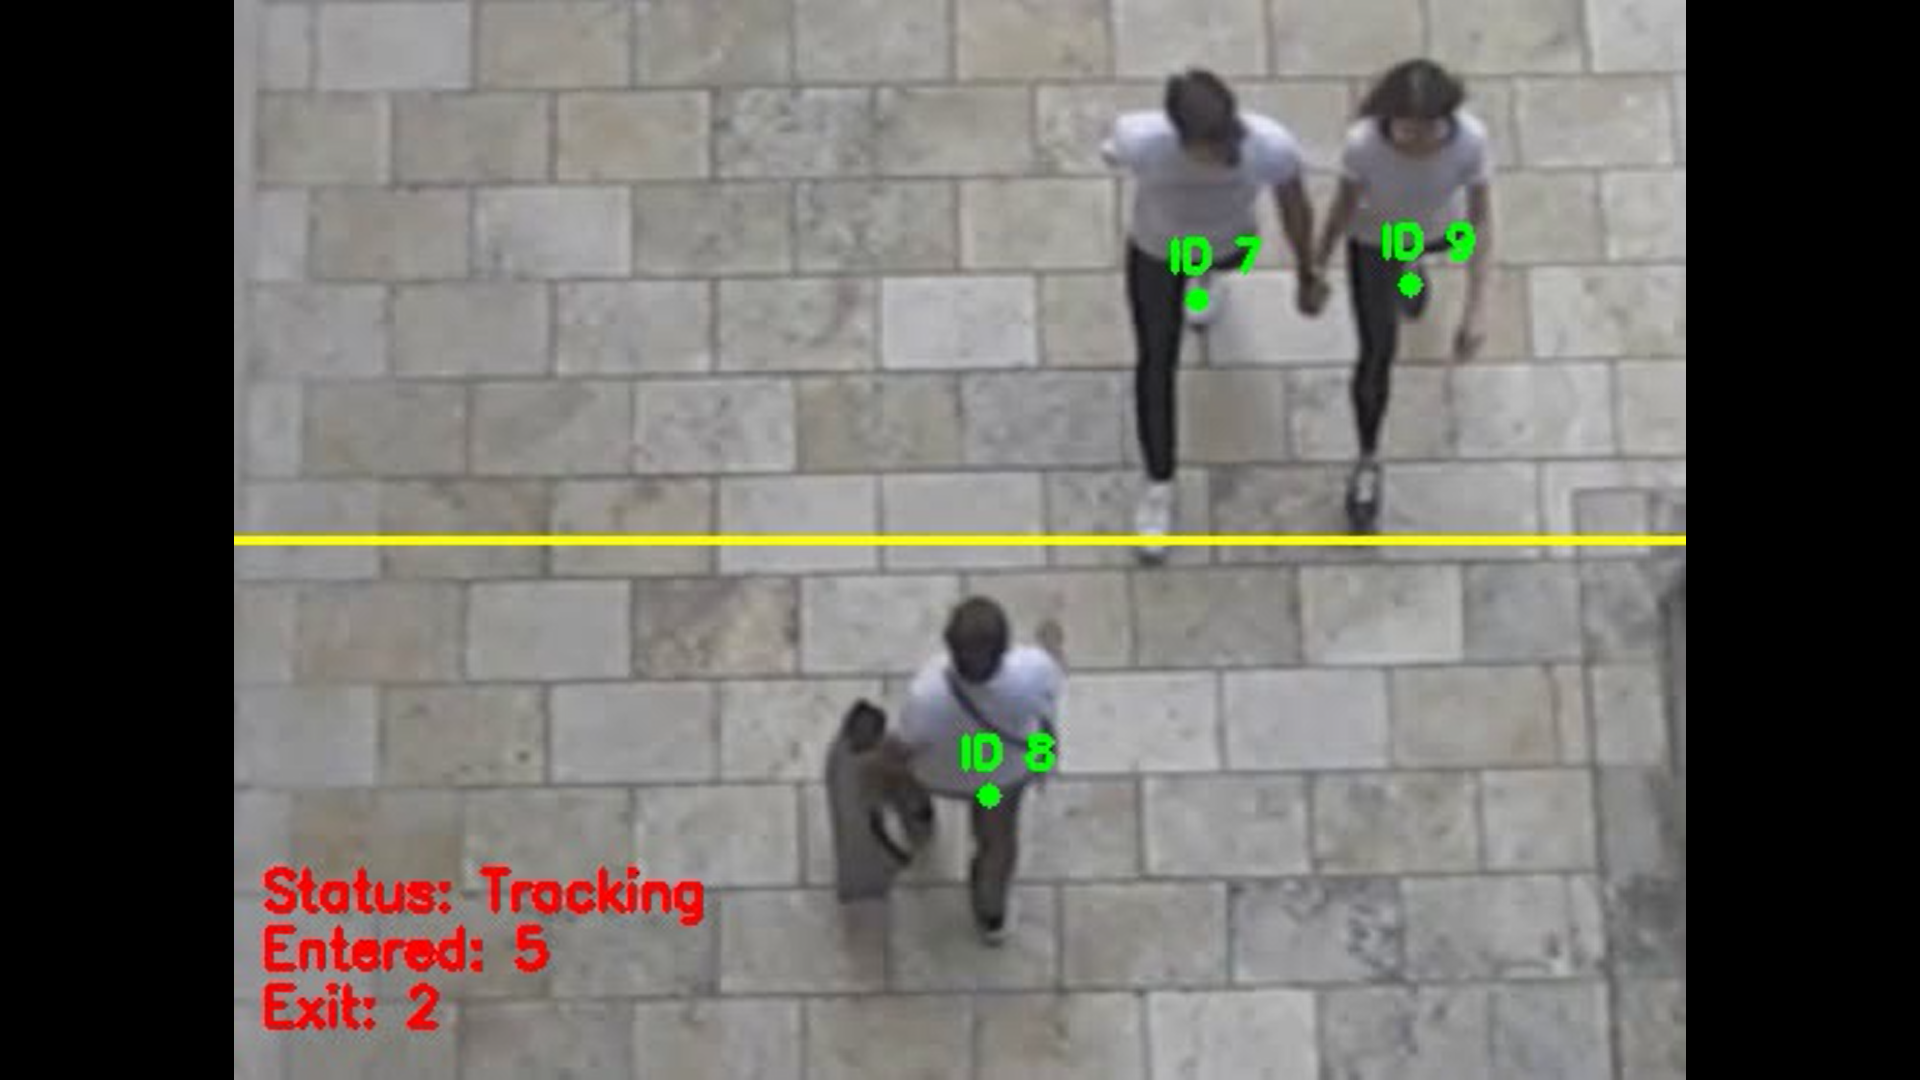 ID 7
ID 9
ID 8
Status: Tracking
Entered: 5
Exit: 2